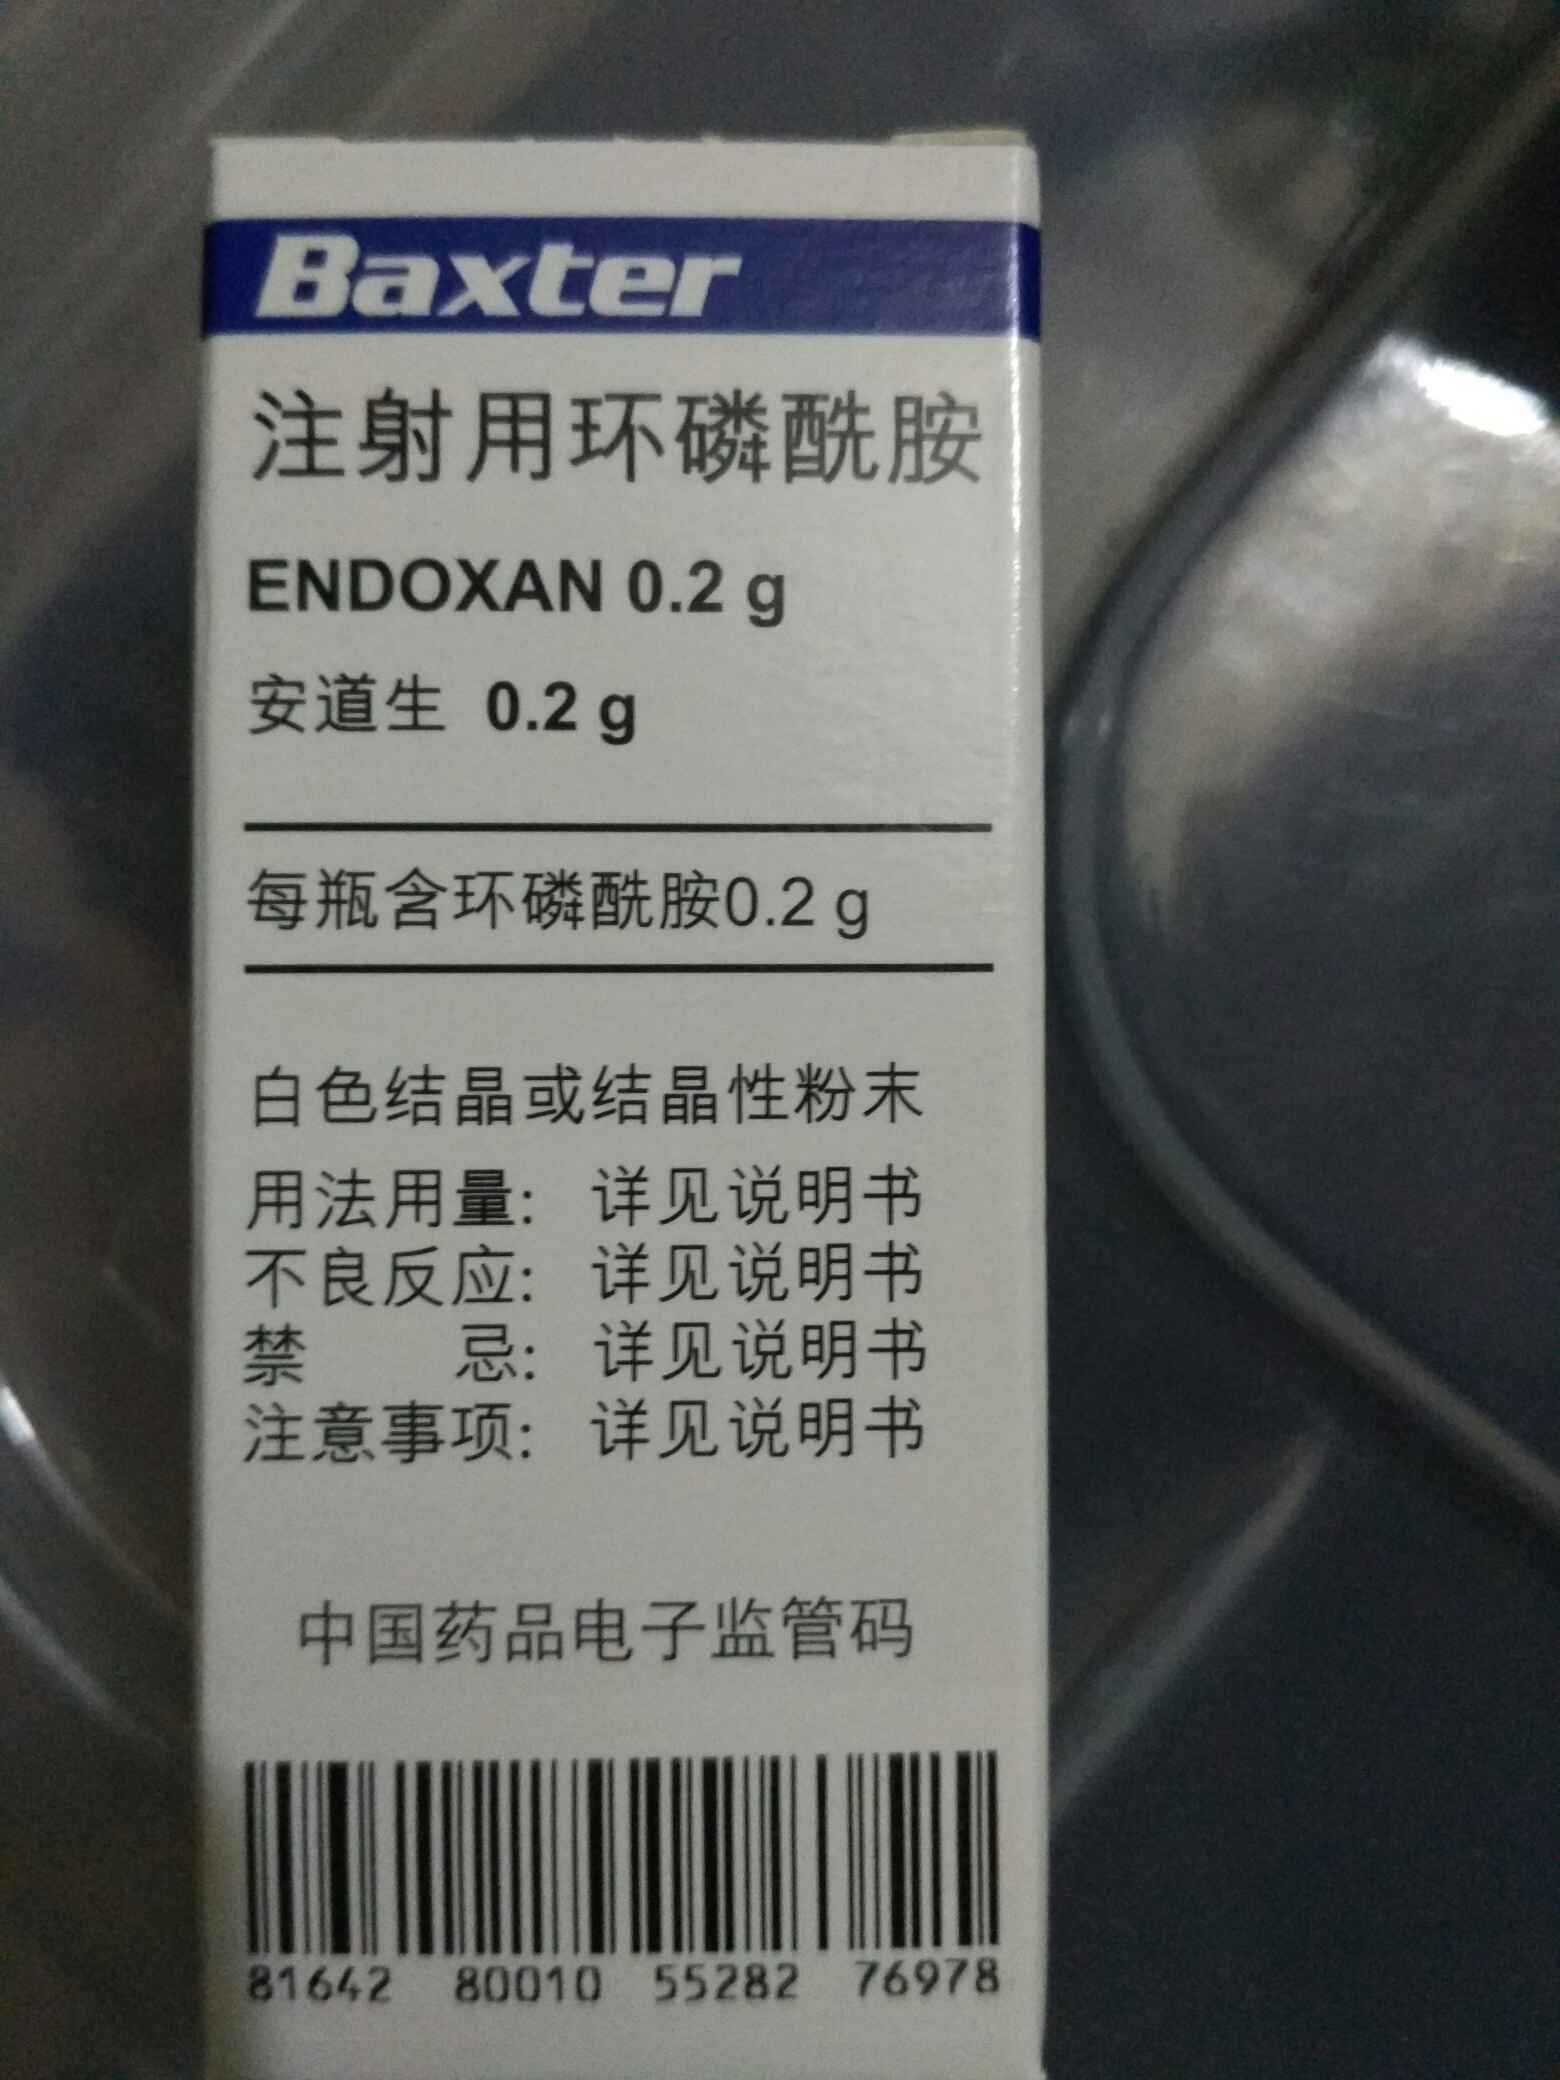 Baxter
注射用环磷酰胺
ENDOXAN 0.2 g
安道生 0.2 g
每瓶含环磷酰胺0.2 g
白色结晶或结晶性粉末
用法用量: 详见说明书
不良反应: 详见说明书
禁 忌: 详见说明书
注意事项: 详见说明书
中国药品电子监管码
81642 80010 55282 76978